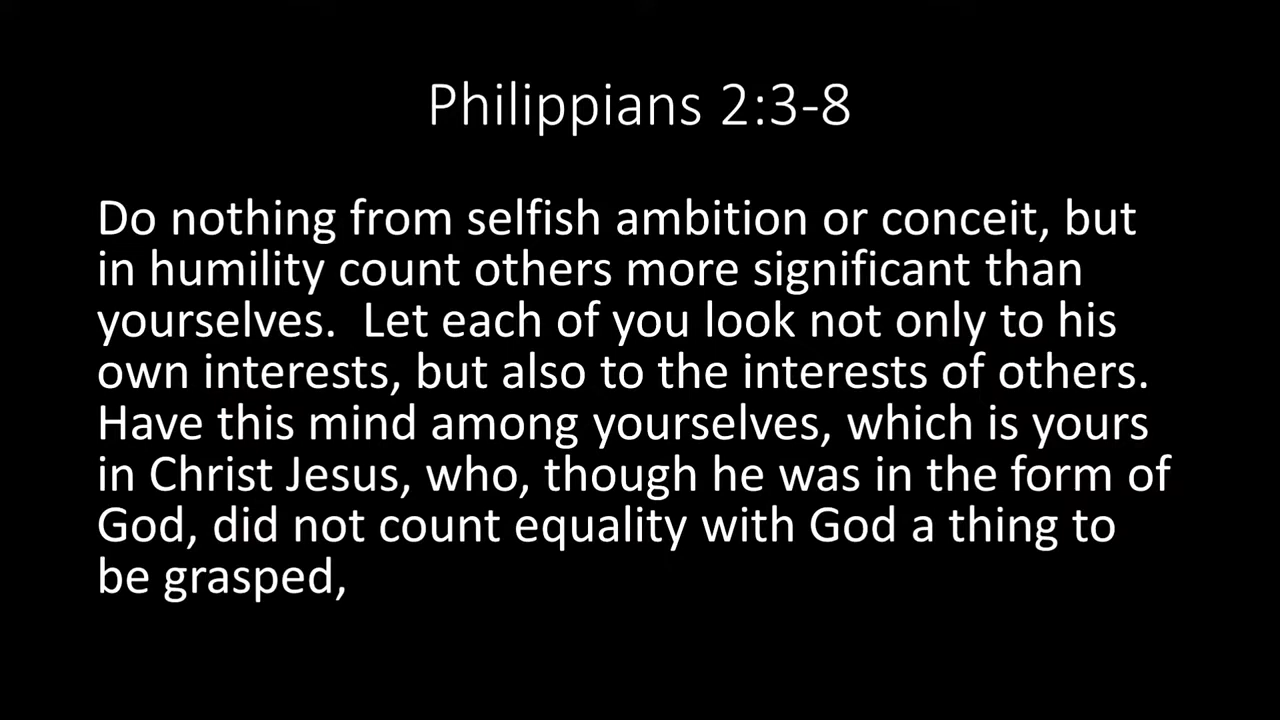 Philippians 2:3-8
Do nothing from selfish ambition or conceit, but
in humility count others more significant than
yourselves.  Let each of you look not only to his
own interests, but also to the interests of others.
Have this mind among yourselves, which is yours
in Christ Jesus, who, though he was in the form of
God, did not count equality with God a thing to
be grasped,